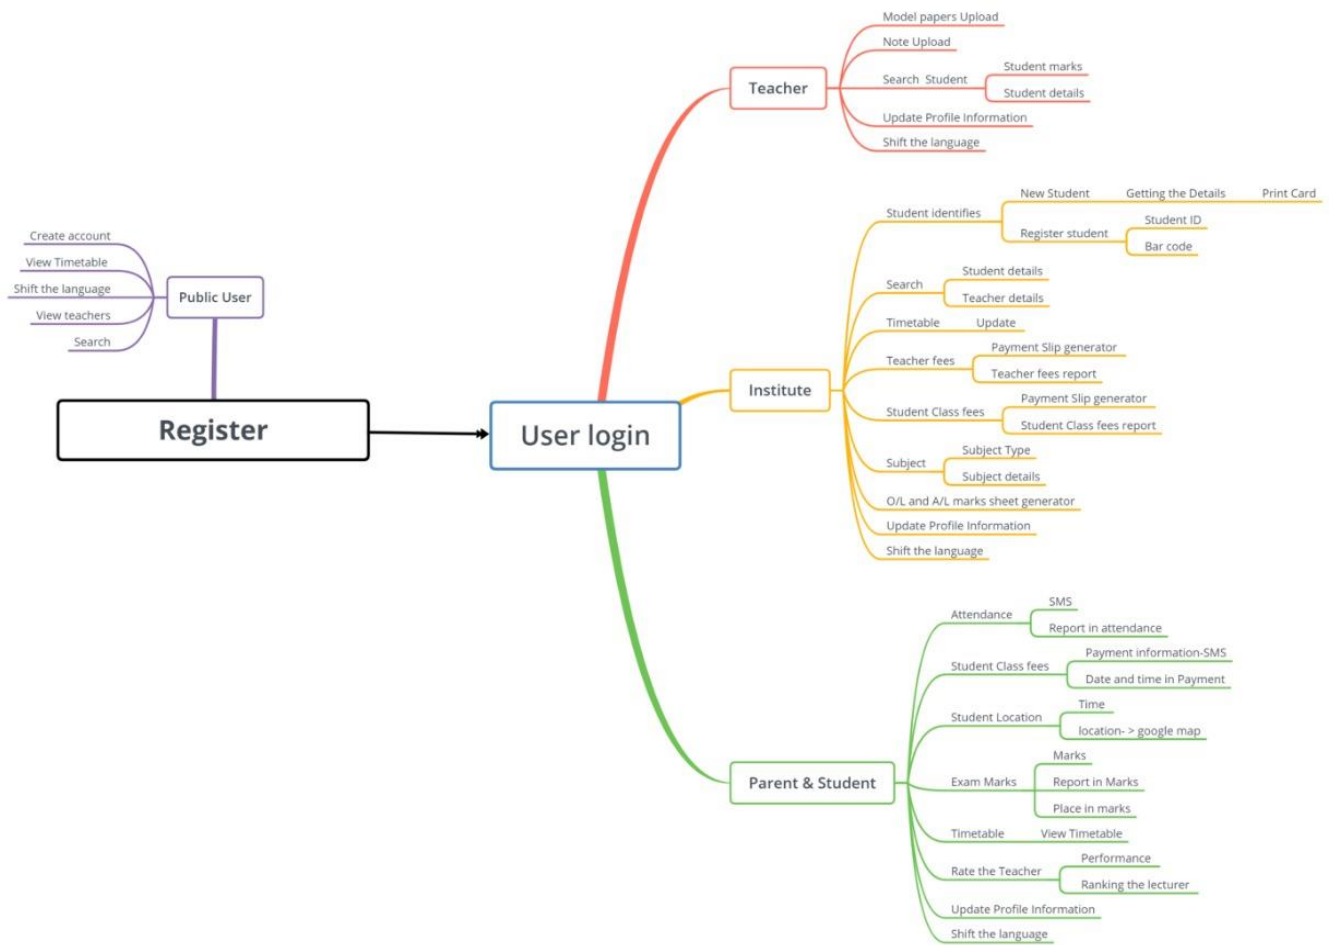 Register
Public User
Create account
View Timetable
Shift the language
View teachers
Search
User login
Teacher
Model papers Upload
Note Upload
Search Student
Student marks
Student details
Update Profile Information
Shift the language
Institute
Student identifies
New Student
Getting the Details
Print Card
Register student
Student ID
Bar code
Search
Student details
Teacher details
Timetable
Update
Teacher fees
Payment Slip generator
Teacher fees report
Student Class fees
Payment Slip generator
Student Class fees report
Subject
Subject Type
Subject details
O/L and A/L marks sheet generator
Update Profile Information
Shift the language
Parent & Student
Attendance
SMS
Report in attendance
Student Class fees
Payment information-SMS
Date and time in Payment
Student Location
Time
location- > google map
Exam Marks
Marks
Report in Marks
Place in marks
Timetable
View Timetable
Rate the Teacher
Performance
Ranking the lecturer
Update Profile Information
Shift the language